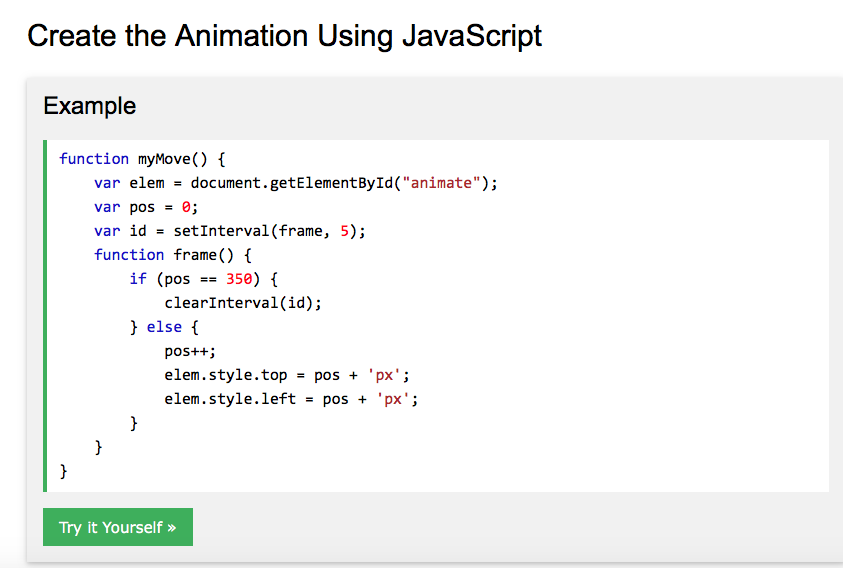 Create the Animation Using JavaScript
Example
function myMove() {
    var elem = document.getElementById("animate");
    var pos = 0;
    var id = setInterval(frame, 5);
    function frame() {
        if (pos == 350) {
            clearInterval(id);
        } else {
            pos++;
            elem.style.top = pos + 'px';
            elem.style.left = pos + 'px';
        }
    }
}
Try it Yourself »